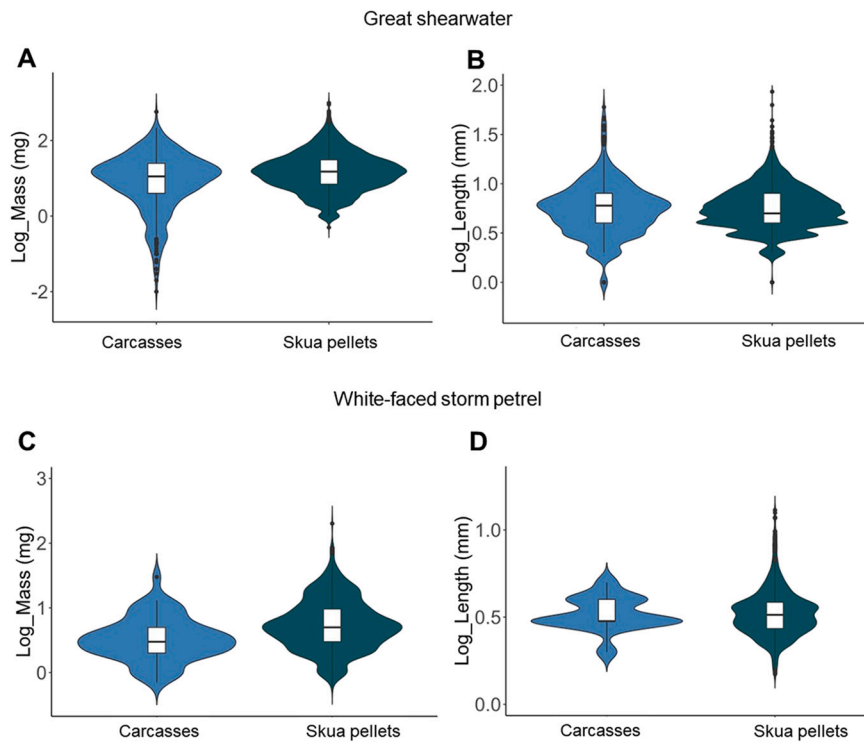 Great shearwater
A
B
Log_Mass (mg)
2
0
-2
Carcasses
Skua pellets
Log_Length (mm)
2.0
1.5
1.0
0.5
0.0
Carcasses
Skua pellets
White-faced storm petrel
C
D
Log_Mass (mg)
3
2
1
0
Carcasses
Skua pellets
Log_Length (mm)
1.0
0.5
0.0
Carcasses
Skua pellets